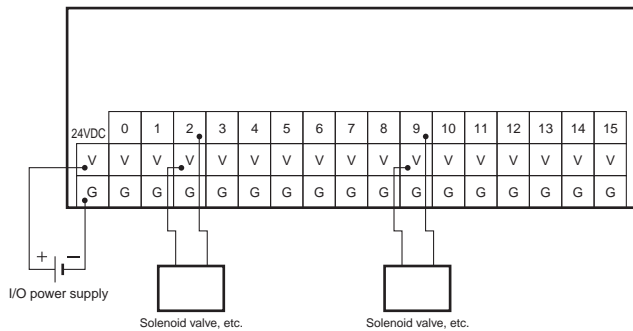 24VDC 0 1 2 3 4 5 6 7 8 9 10 11 12 13 14 15
V V V V V V V V V V V V V V V V V
G G G G G G G G G G G G G G G G G
+ −
I/O power supply
Solenoid valve, etc. Solenoid valve, etc.